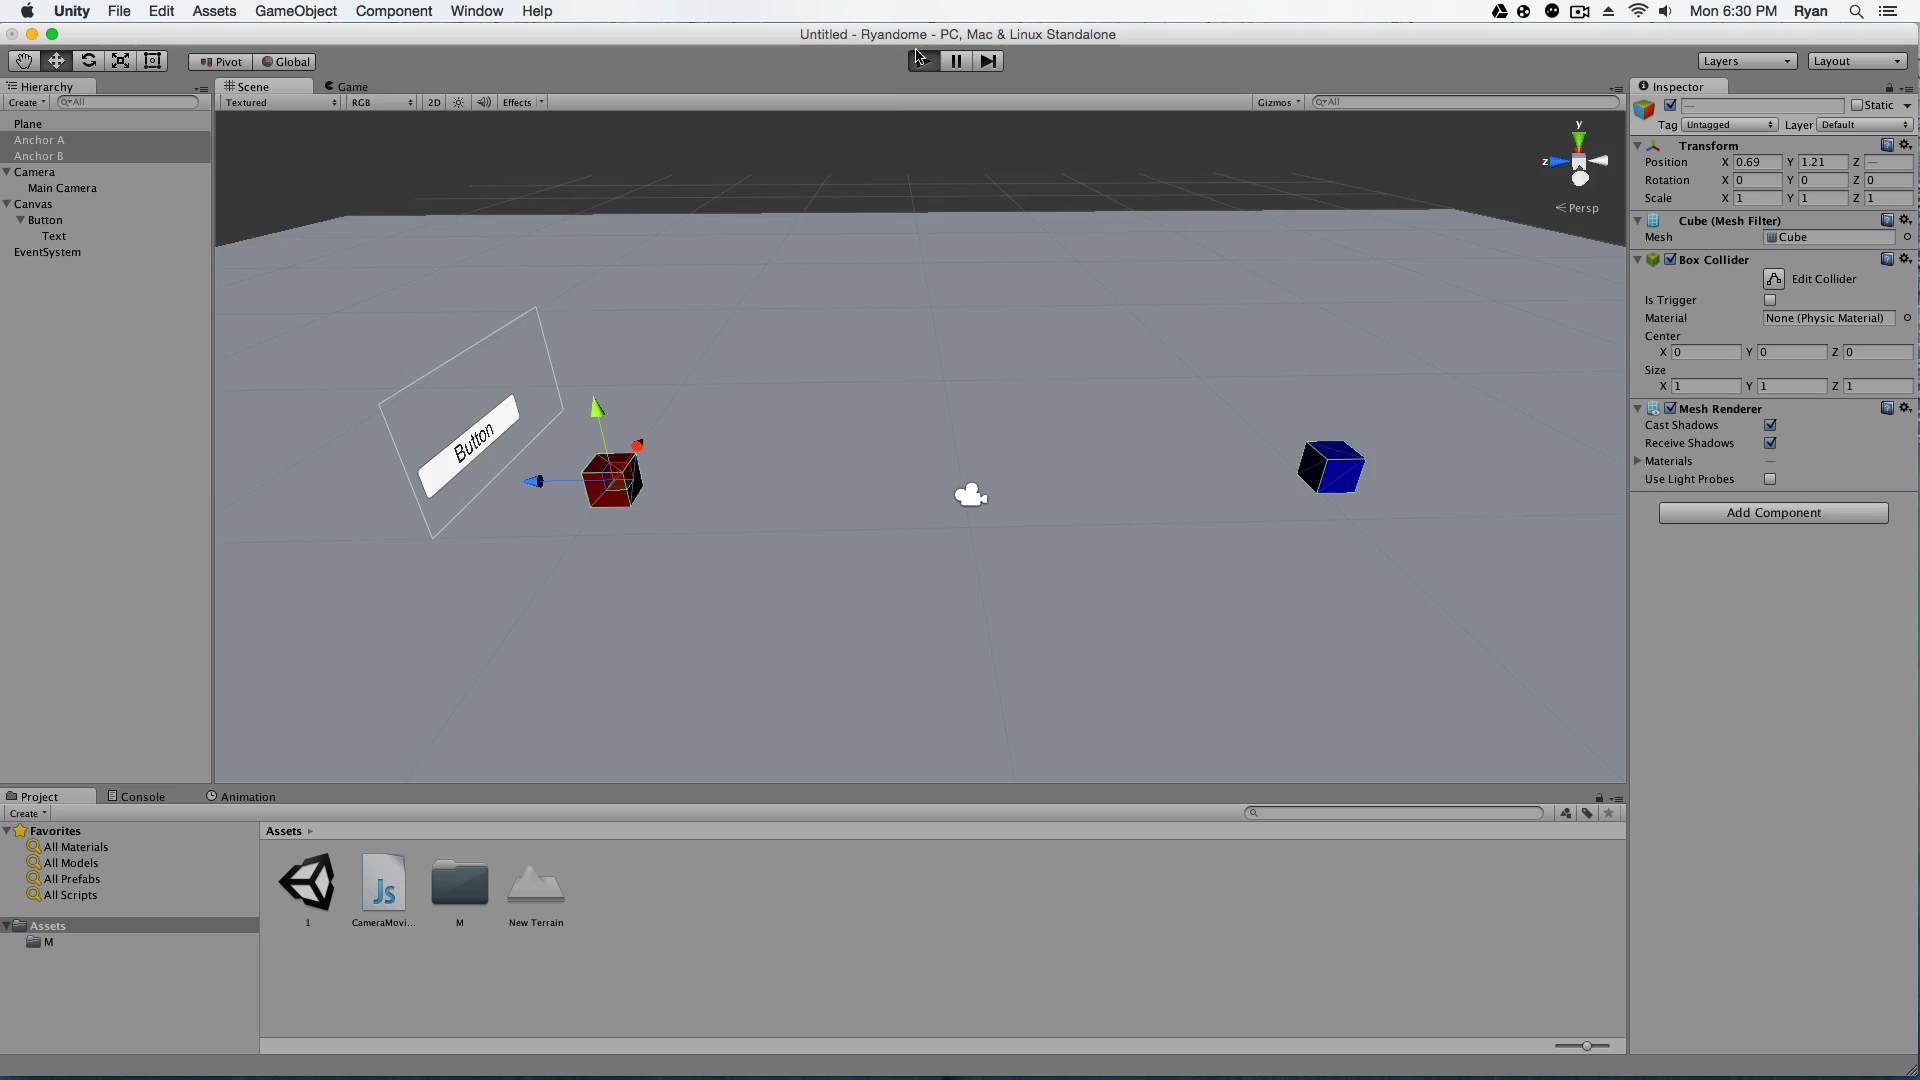 Unity File Edit Assets GameObject Component Window Help Mon 6:30 PM Ryan
Untitled - Ryandome - PC, Mac & Linux Standalone
Pivot Global Layers Layout
Hierarchy Scene Game Inspector
Create All Textured RGB 2D Effects Gizmos All
Static
Tag Untagged Layer Default
Plane
Anchor A
Anchor B
Camera
Main Camera
Canvas
Button
Text
EventSystem
y
z
Persp
Button
Transform
Position X 0.69 Y 1.21 Z —
Rotation X 0 Y 0 Z 0
Scale X 1 Y 1 Z 1
Cube (Mesh Filter)
Mesh Cube
Box Collider
Edit Collider
Is Trigger
Material None (Physic Material)
Center
X 0 Y 0 Z 0
Size
X 1 Y 1 Z 1
Mesh Renderer
Cast Shadows
Receive Shadows
Materials —
Use Light Probes
Add Component
Project Console Animation
Create
Favorites
All Materials
All Models
All Prefabs
All Scripts
Assets
M
Assets
Js
1 CameraMovi... M New Terrain